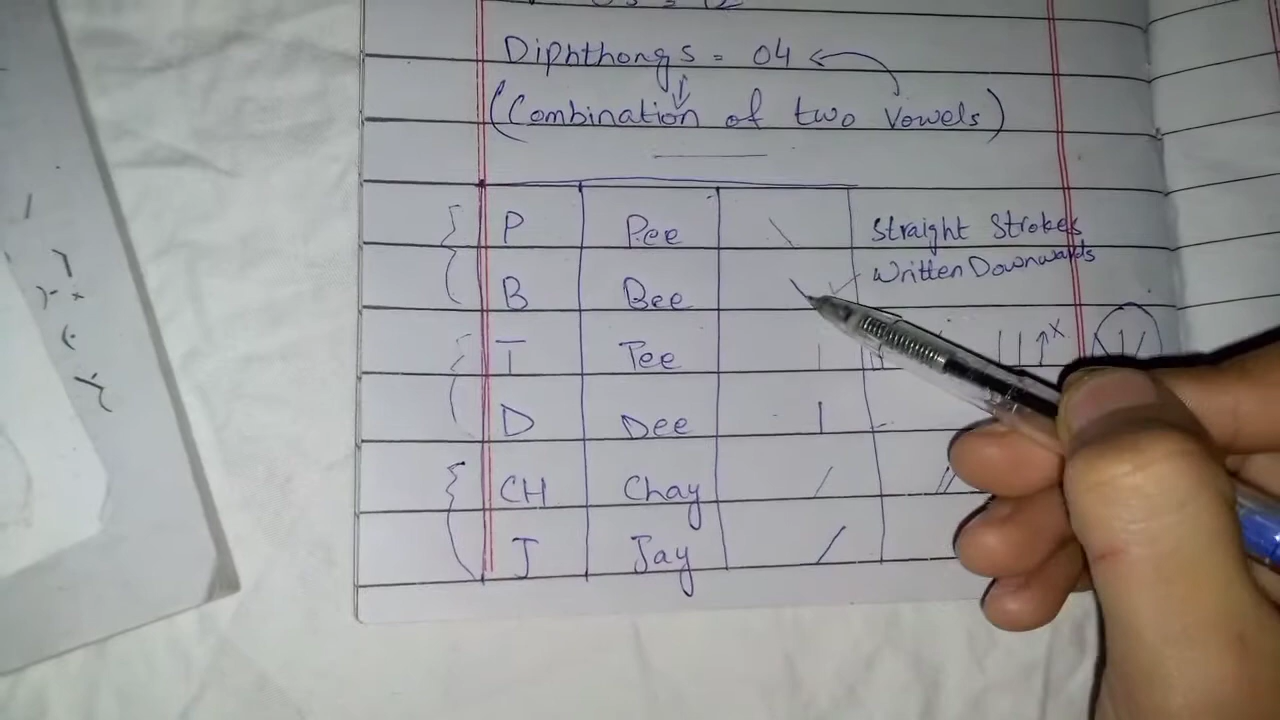 Diphthongs = 04
(Combination of two Vowels)
P Pee \ Straight Strokes
Written Downwards
B Bee \
T Tee |
D Dee |
CH Chay /
J Jay /